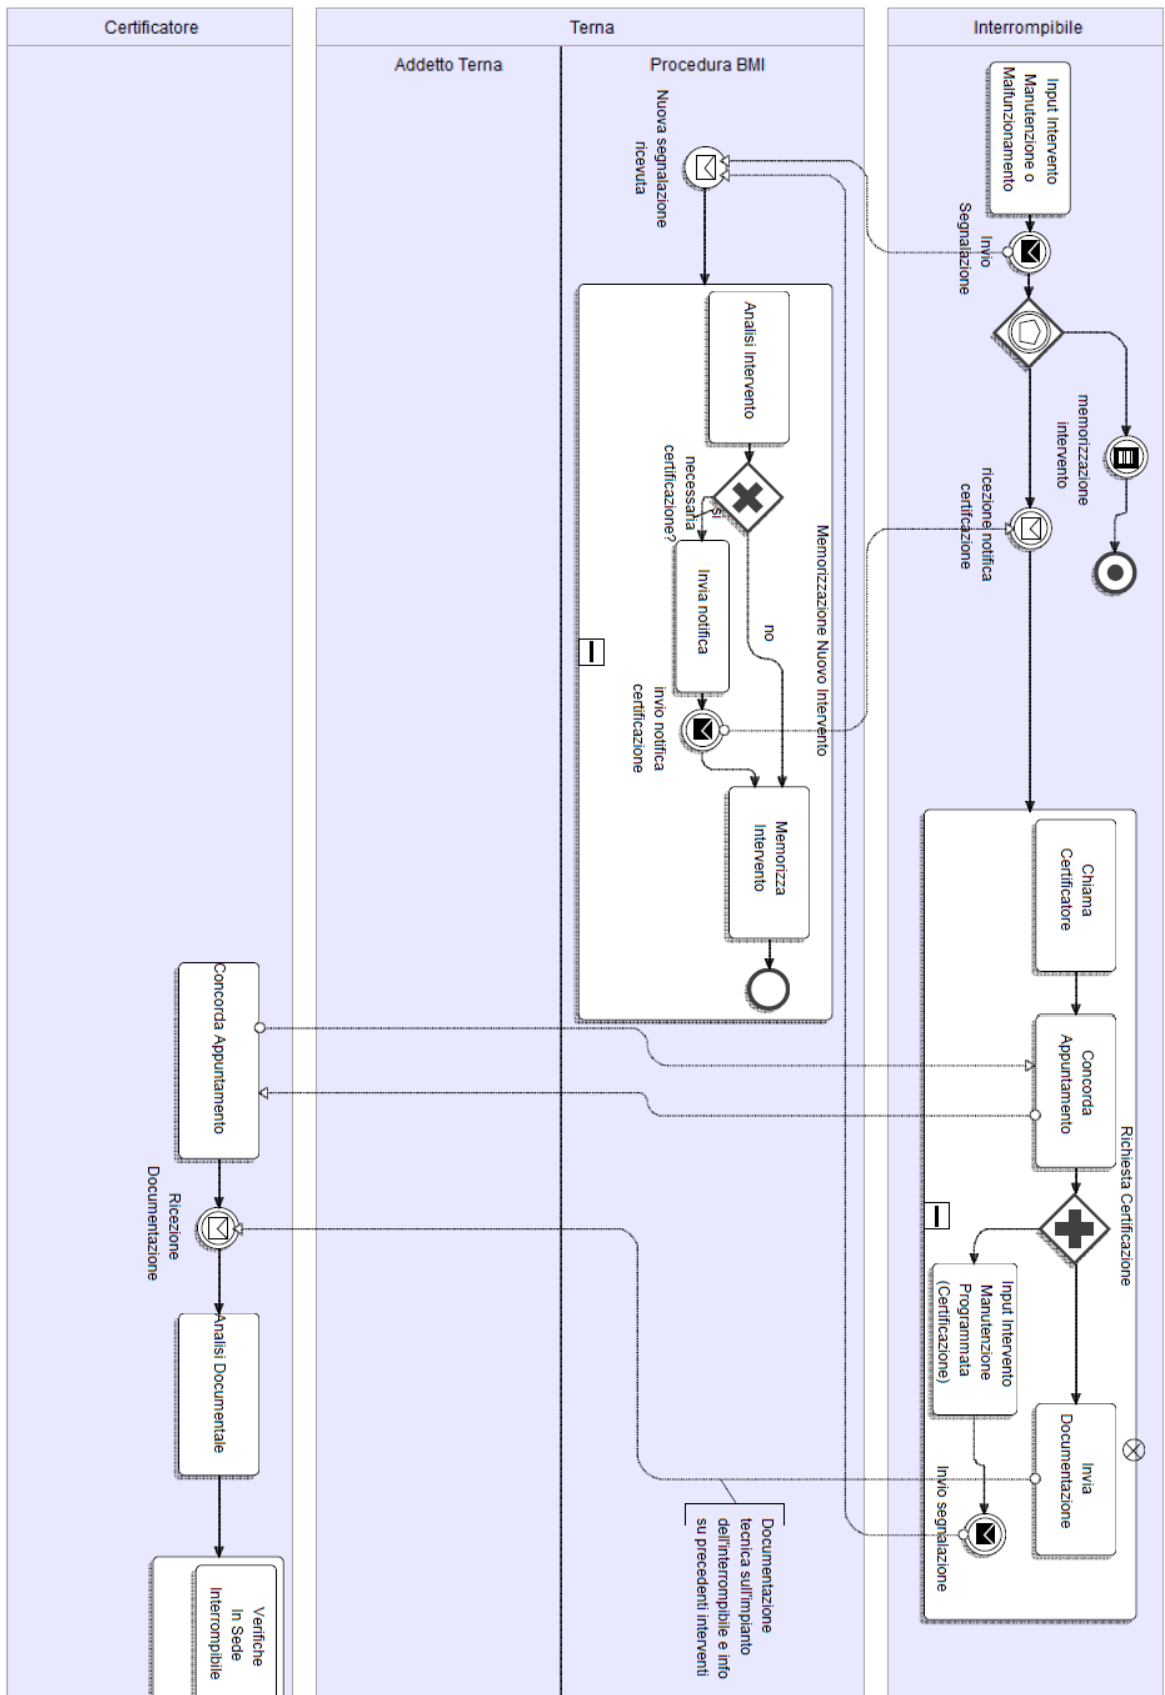 Certificatore
Terna
Interrompibile
Addetto Terna
Procedura BMI
Input Intervento
Manutenzione o
Malfunzionamento
Invio
Segnalazione
memorizzazione
intervento
ricezione notifica
certifcazione
Nuova segnalazione
ricevuta
Memorizzazione Nuovo Intervento
Analisi Intervento
necessaria
certificazione?
si
no
Invia notifica
invio notifica
certificazione
Memorizza
Intervento
Richiesta Certificazione
Chiama
Certificatore
Concorda
Appuntamento
Input Intervento
Manutenzione
Programmata
(Certificazione)
Invia
Documentazione
Invio segnalazione
Documentazione
tecnica sull'impianto
dell'interrompibile e info
su precedenti interventi
Concorda Appuntamento
Ricezione
Documentazione
Analisi Documentale
Verifiche
In Sede
Interrompibile